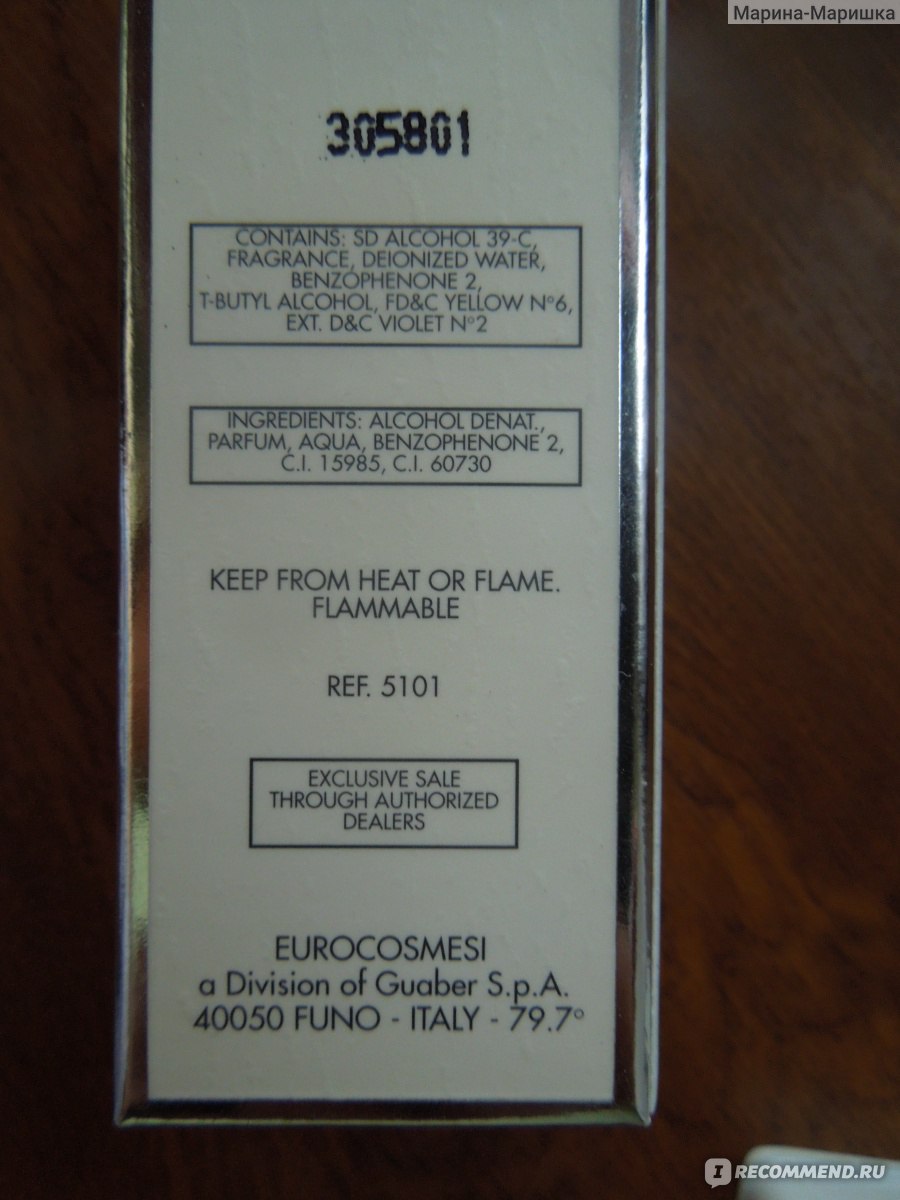 Марина-Маришка
305801
CONTAINS: SD ALCOHOL 39-C,
FRAGRANCE, DEIONIZED WATER,
BENZOPHENONE 2,
T-BUTYL ALCOHOL, FD&C YELLOW N°6,
EXT. D&C VIOLET N°2
INGREDIENTS: ALCOHOL DENAT.,
PARFUM, AQUA, BENZOPHENONE 2,
C.I. 15985, C.I. 60730
KEEP FROM HEAT OR FLAME.
FLAMMABLE
REF. 5101
EXCLUSIVE SALE
THROUGH AUTHORIZED
DEALERS
EUROCOSMESI
a Division of Guaber S.p.A.
40050 FUNO - ITALY - 79.7°
IRECOMMEND.RU